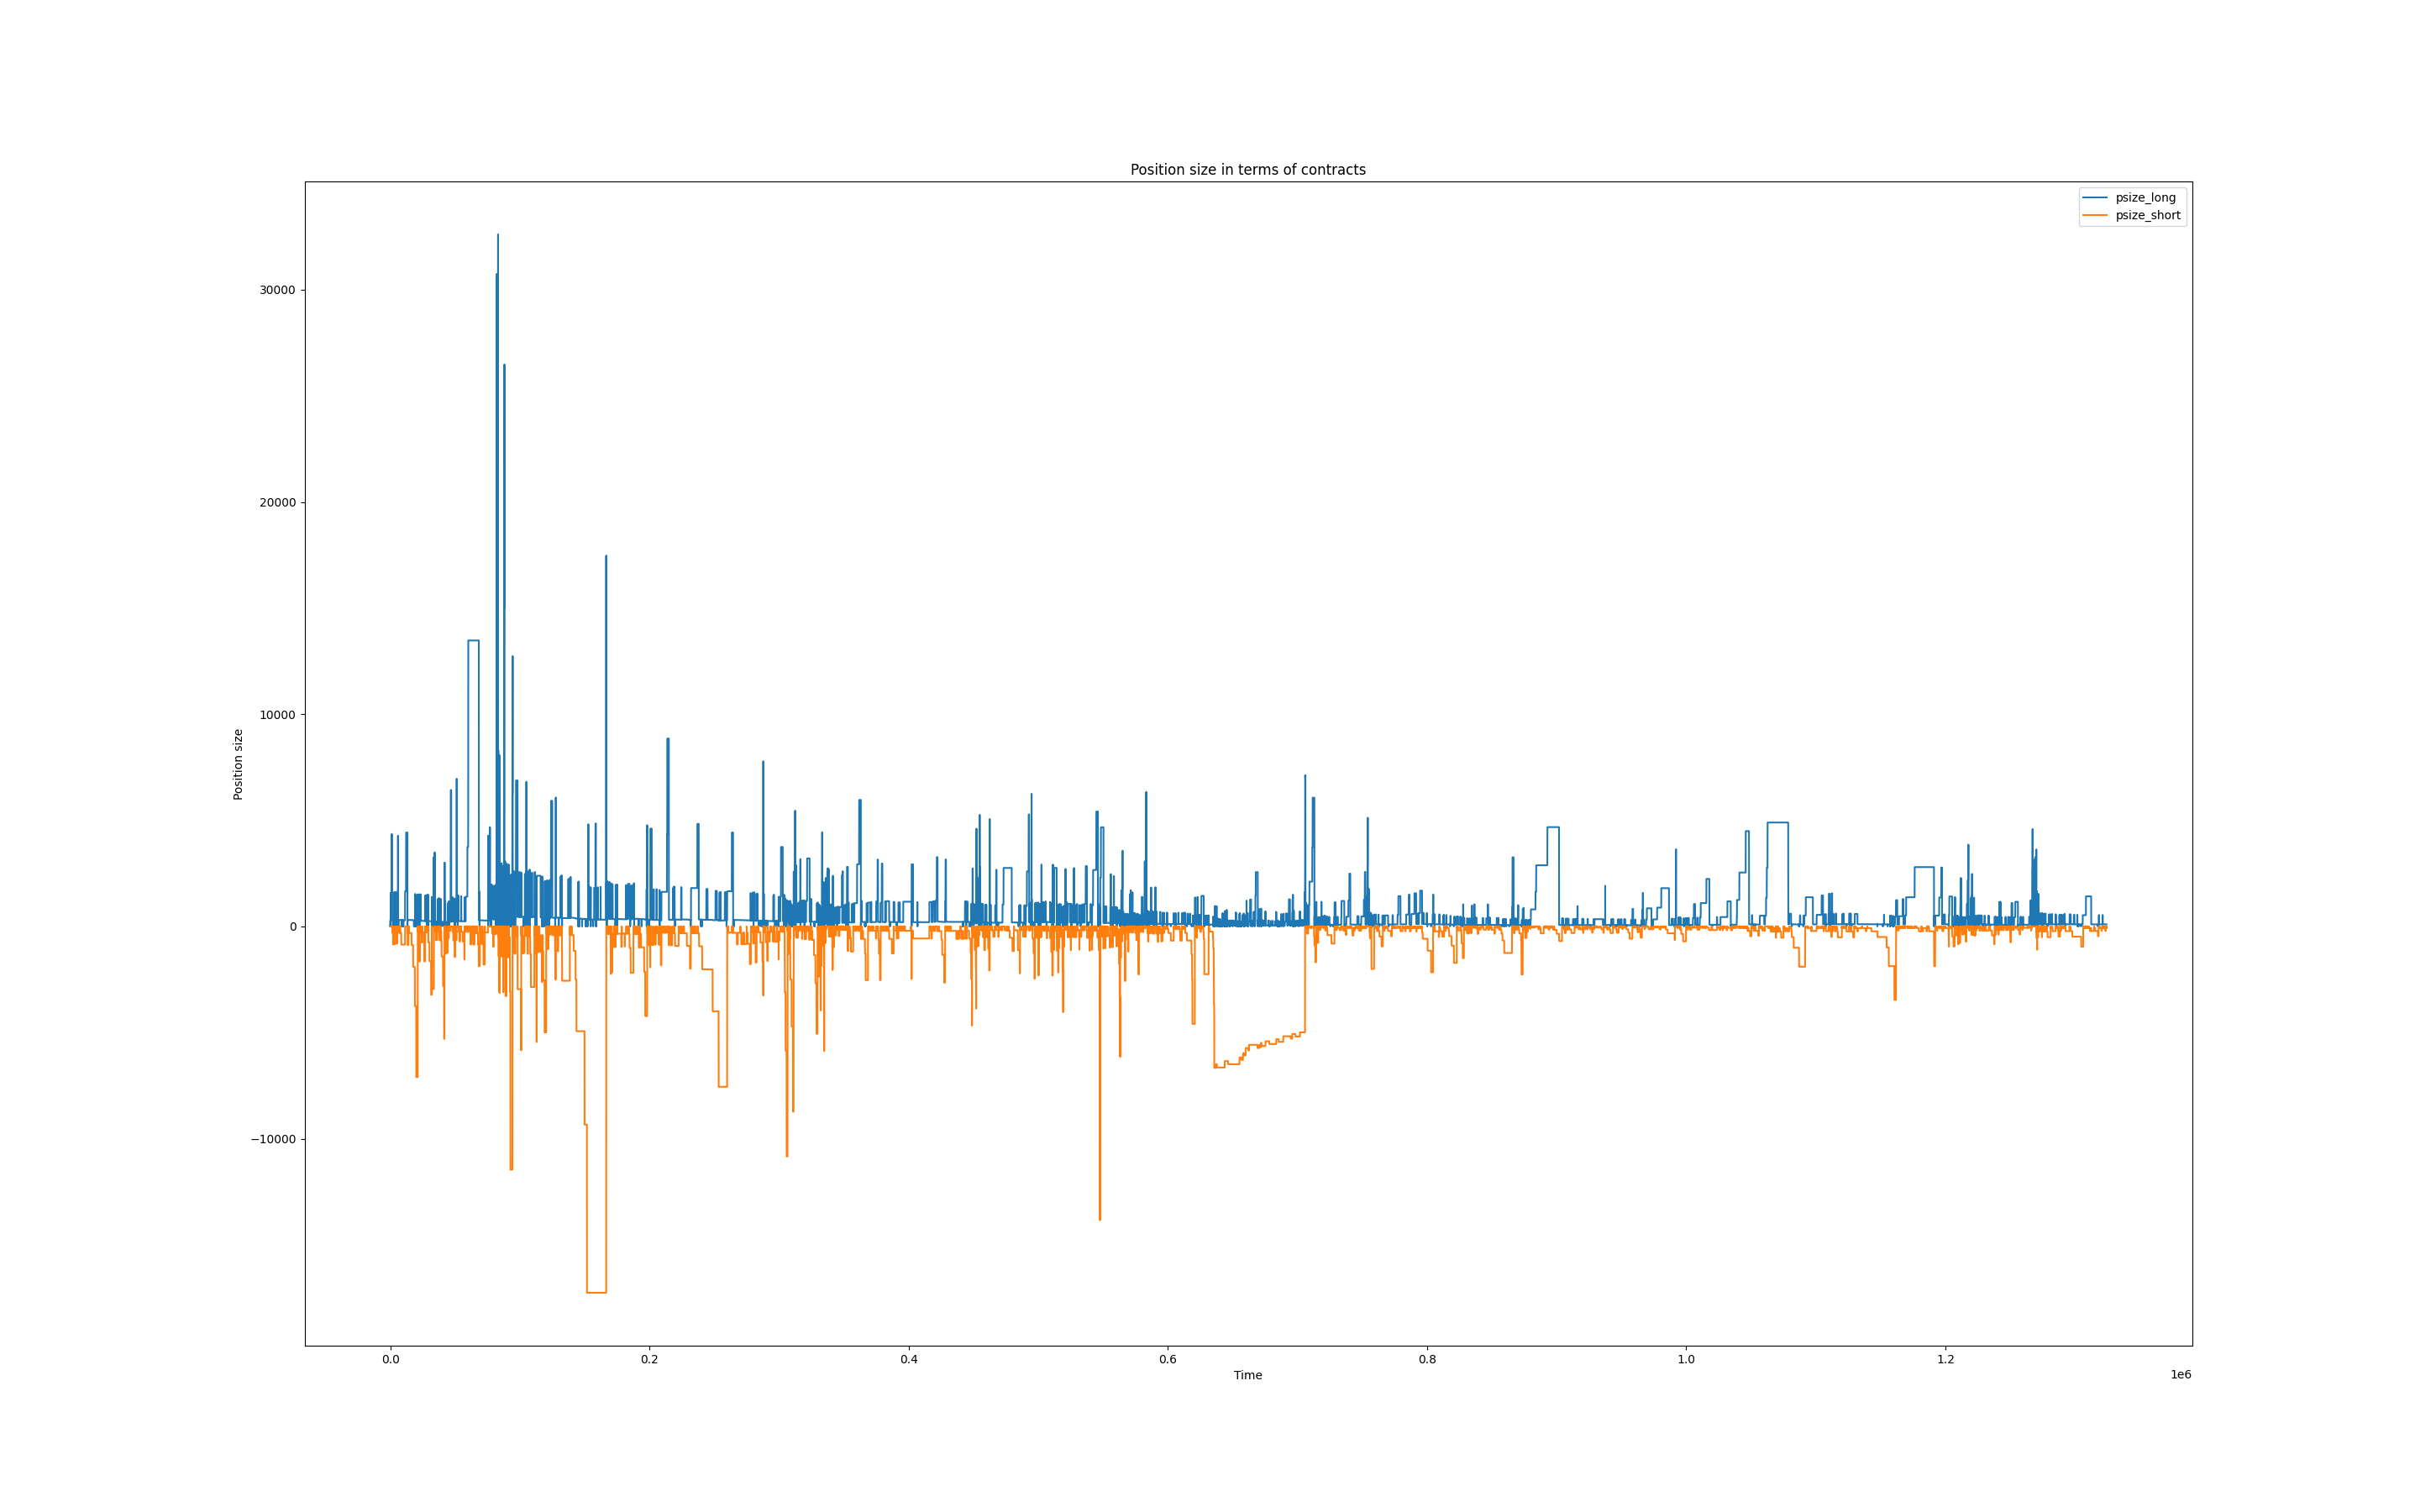 Position size in terms of contracts
psize_long
psize_short
30000
20000
10000
0
−10000
Position size
0.0 0.2 0.4 0.6 0.8 1.0 1.2
Time
1e6